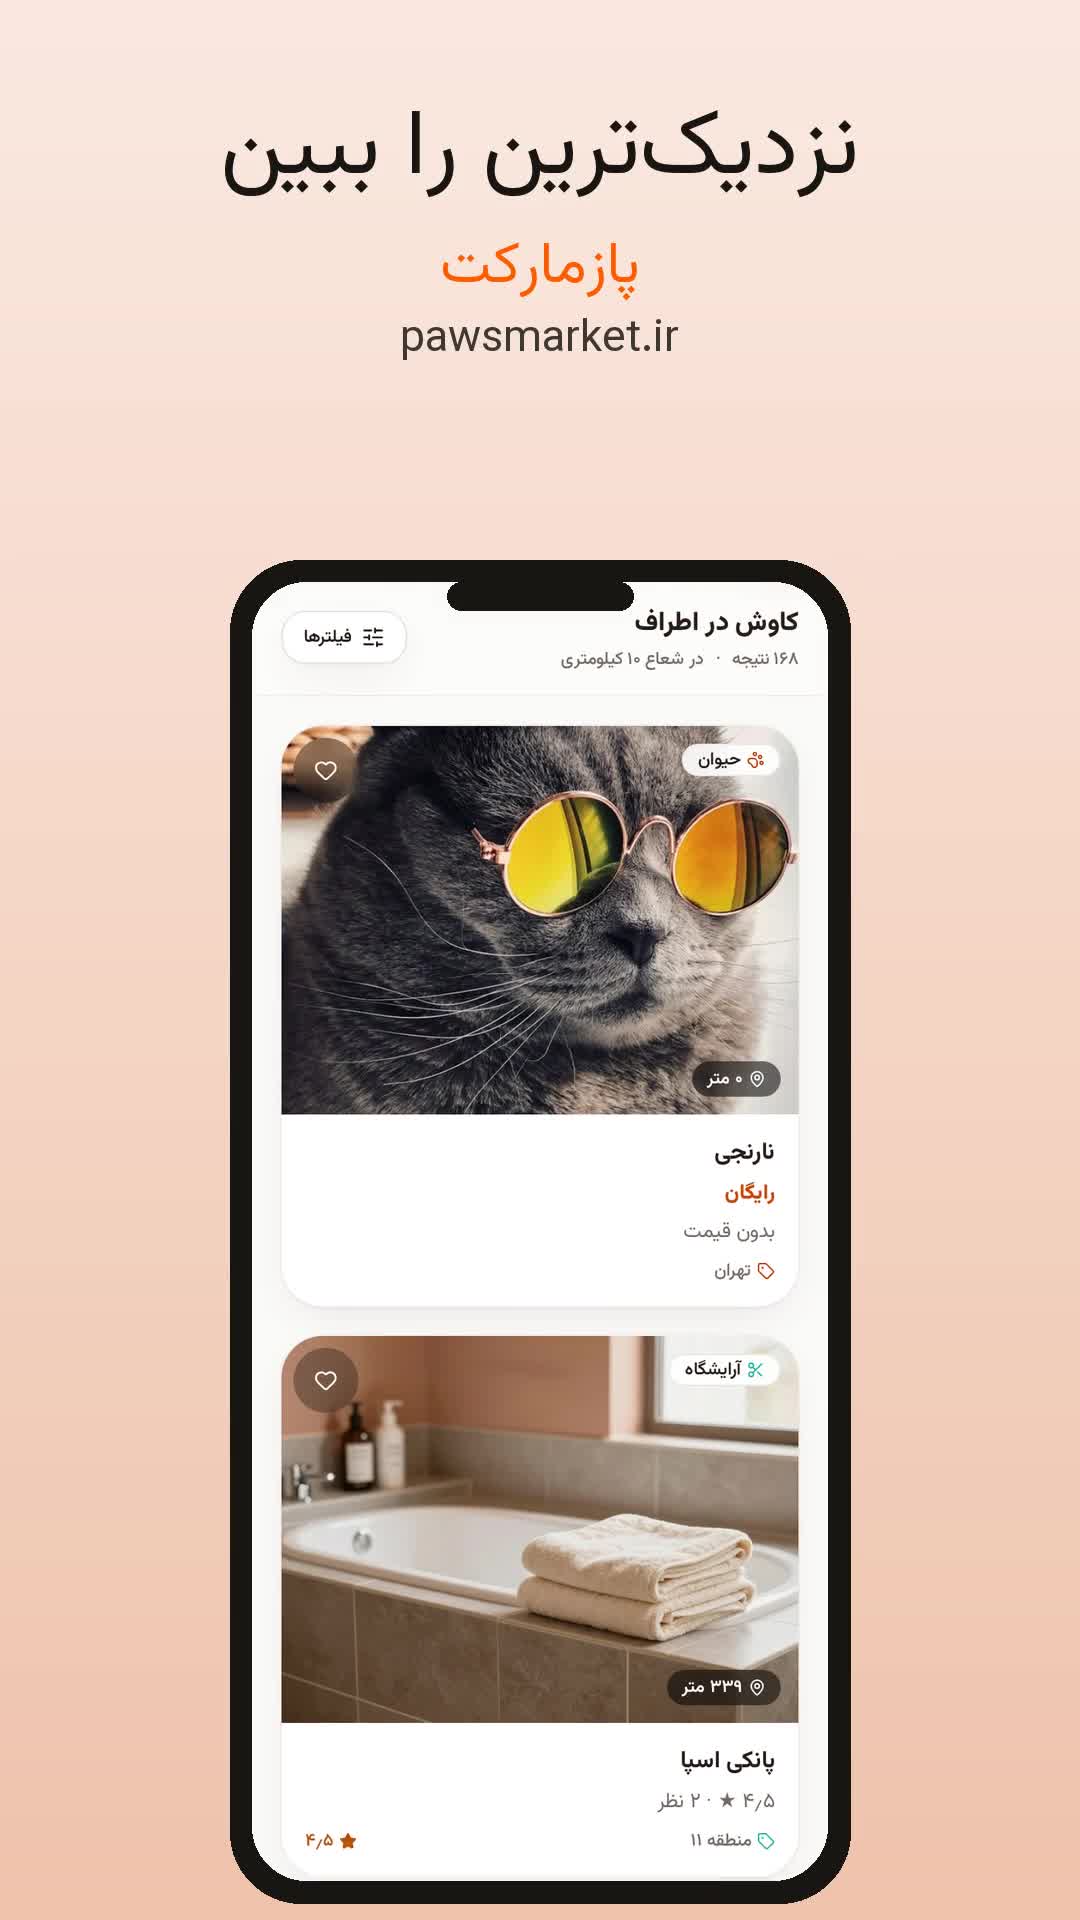 نزدیک‌ترین را ببین
پازمارکت
pawsmarket.ir
کاوش در اطراف
فیلترها
۱۶۸ نتیجه · در شعاع ۱۰ کیلومتری
حیوان
۰ متر
نارنجی
رایگان
بدون قیمت
تهران
آرایشگاه
۳۳۹ متر
پانکی اسپا
۴٫۵ ★ · ۲ نظر
منطقه ۱۱
۴٫۵